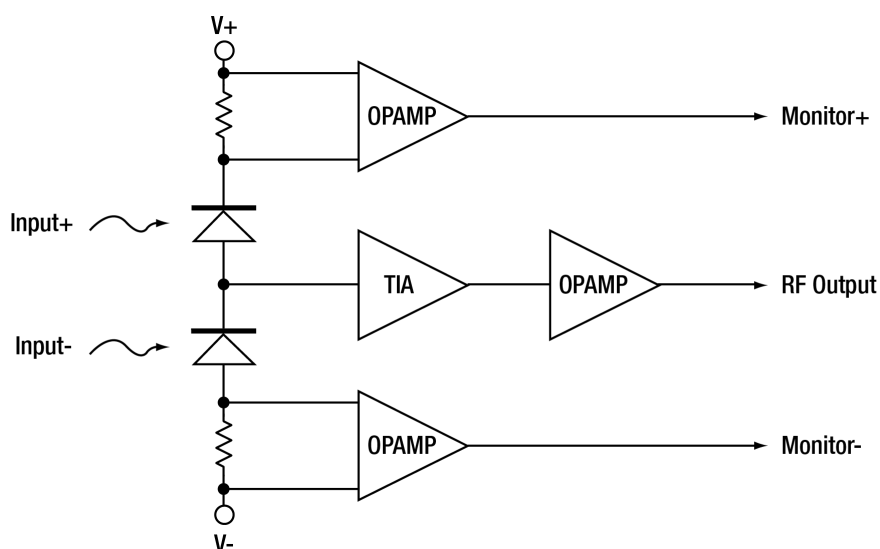 V+
OPAMP
Monitor+
Input+
TIA
OPAMP
RF Output
Input-
OPAMP
Monitor-
V-